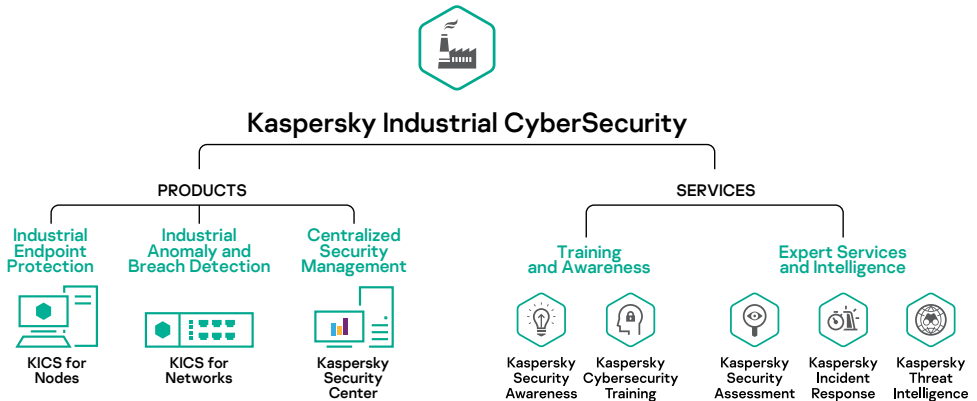 Kaspersky Industrial CyberSecurity
PRODUCTS
SERVICES
Industrial
Endpoint
Protection
Industrial
Anomaly and
Breach Detection
Centralized
Security
Management
Training
and Awareness
Expert Services
and Intelligence
KICS for
Nodes
KICS for
Networks
Kaspersky
Security
Center
Kaspersky
Security
Awareness
Kaspersky
Cybersecurity
Training
Kaspersky
Security
Assessment
Kaspersky
Incident
Response
Kaspersky
Threat
Intelligence